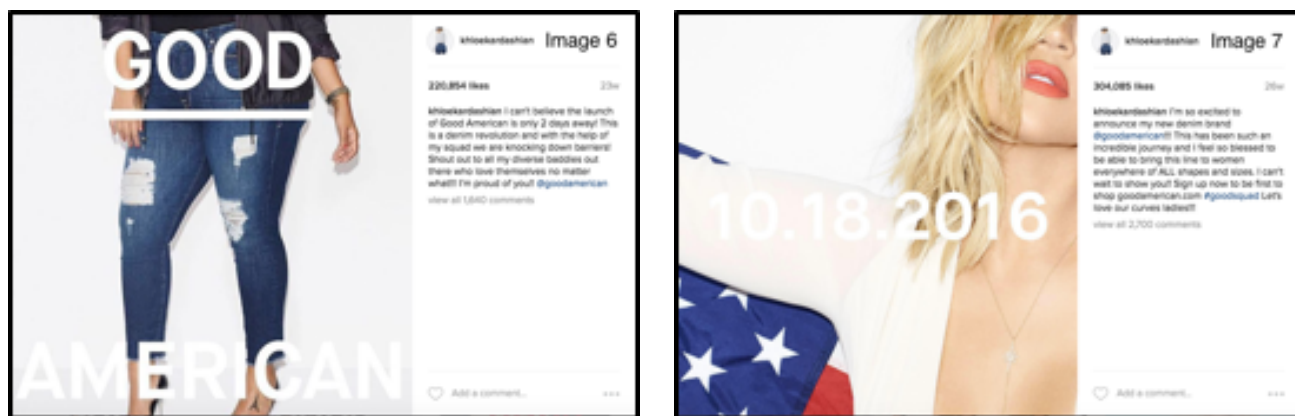 GOOD
AMERICAN
khloekardashian Image 6
220,854 likes 23w
khloekardashian I can't believe the launch
of Good American is only 2 days away! This
is a denim revolution and with the help of
my squad we are knocking down barriers!
Shout out to all my diverse baddies out
there who love themselves no matter
what!!! I'm proud of you!! @goodamerican
view all 1,640 comments
Add a comment...
10.18.2016
khloekardashian Image 7
304,085 likes 26w
khloekardashian I'm so excited to
announce my new denim brand
@goodamerican!!! This has been such an
incredible journey and I feel so blessed to
be able to bring this line to women
everywhere of ALL shapes and sizes. I can't
wait to show you!! Sign up now to be first to
shop goodamerican.com #goodsquad Let's
love our curves ladies!!!
view all 2,700 comments
Add a comment...